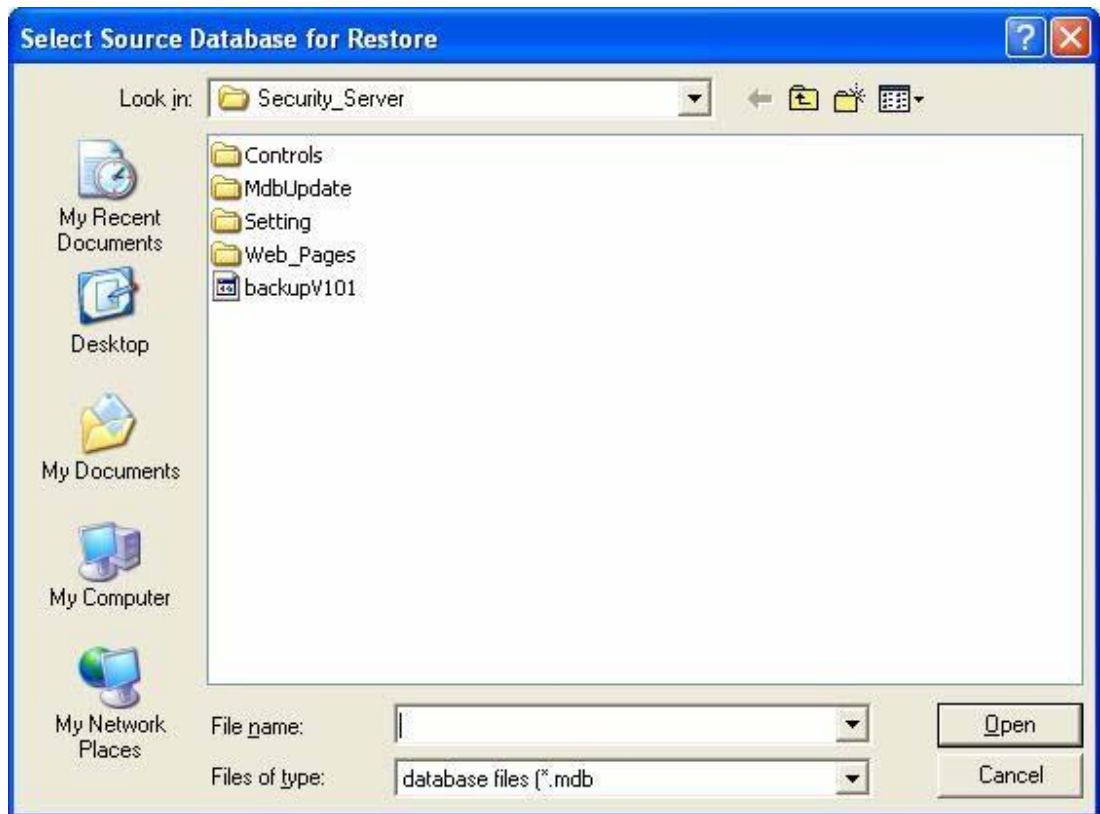 Select Source Database for Restore
Look in: Security_Server
Controls
MdbUpdate
Setting
Web_Pages
backupV101
My Recent
Documents
Desktop
My Documents
My Computer
My Network
Places
File name:
Open
Files of type: database files (*.mdb
Cancel